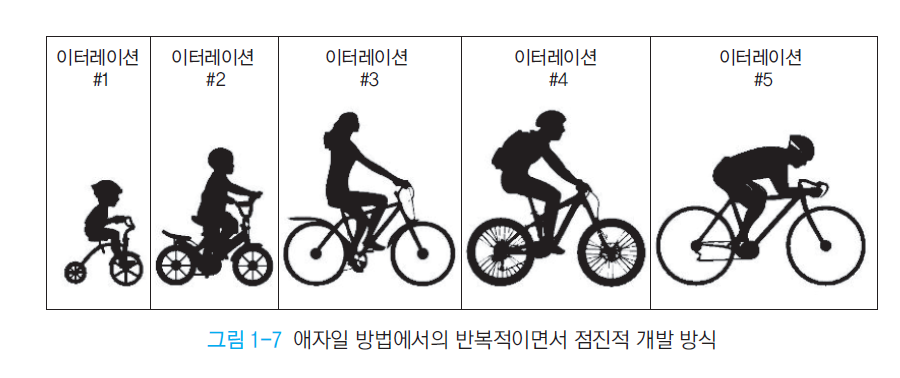 이터레이션
#1
이터레이션
#2
이터레이션
#3
이터레이션
#4
이터레이션
#5
그림 1-7 애자일 방법에서의 반복적이면서 점진적 개발 방식